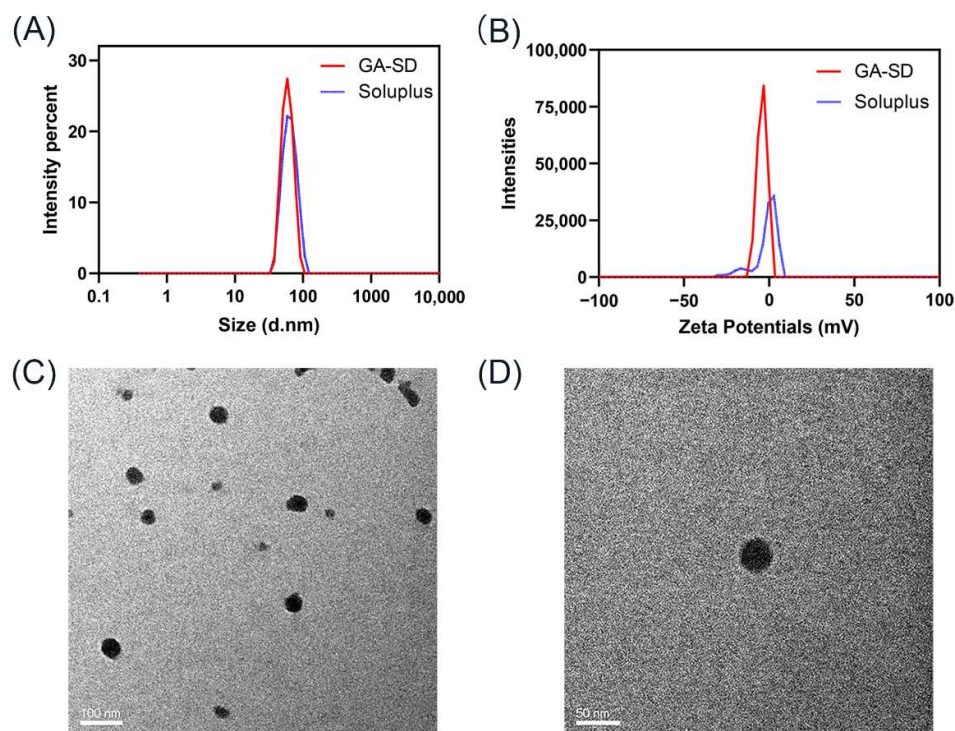 (A)
30
20
10
0
Intensity percent
GA-SD
Soluplus
0.1 1 10 100 1000 10,000
Size (d.nm)
(B)
100,000
75,000
50,000
25,000
0
Intensities
GA-SD
Soluplus
−100 −50 0 50 100
Zeta Potentials (mV)
(C)
100 nm
(D)
50 nm